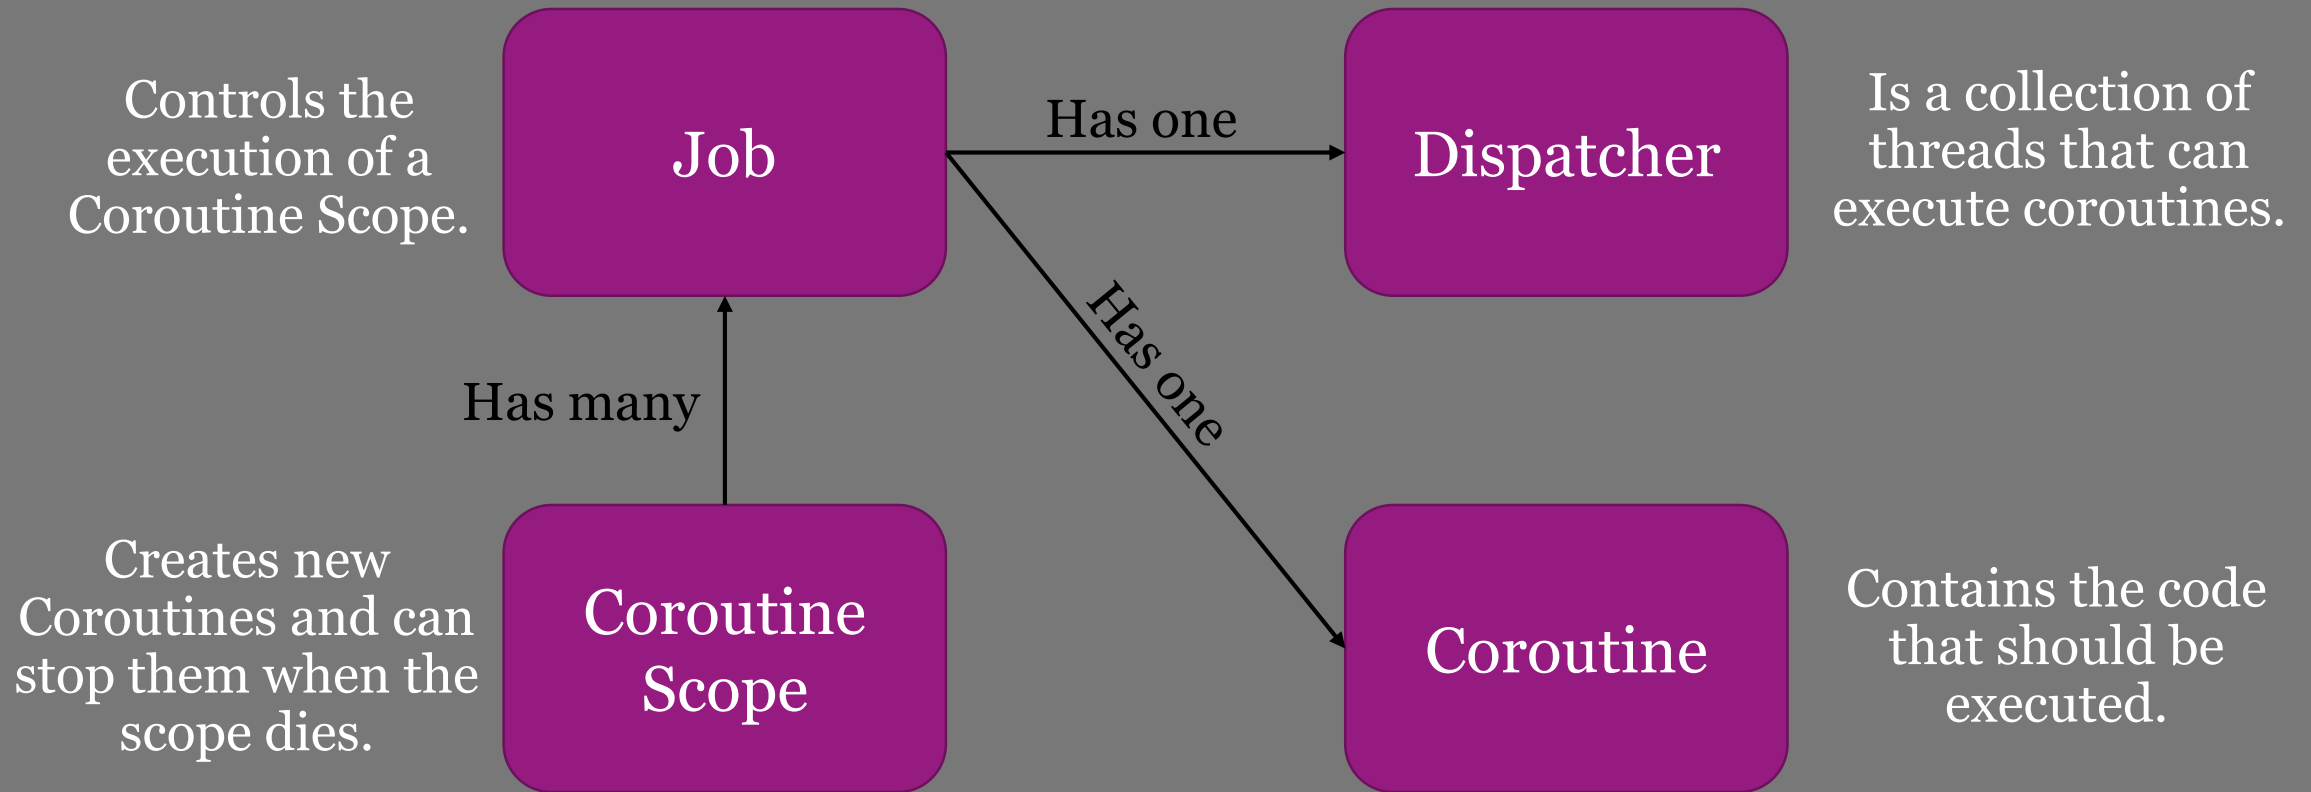 Controls the
execution of a
Coroutine Scope.
Job
Has one
Dispatcher
Is a collection of
threads that can
execute coroutines.
Has many
Has one
Creates new
Coroutines and can
stop them when the
scope dies.
Coroutine
Scope
Coroutine
Contains the code
that should be
executed.